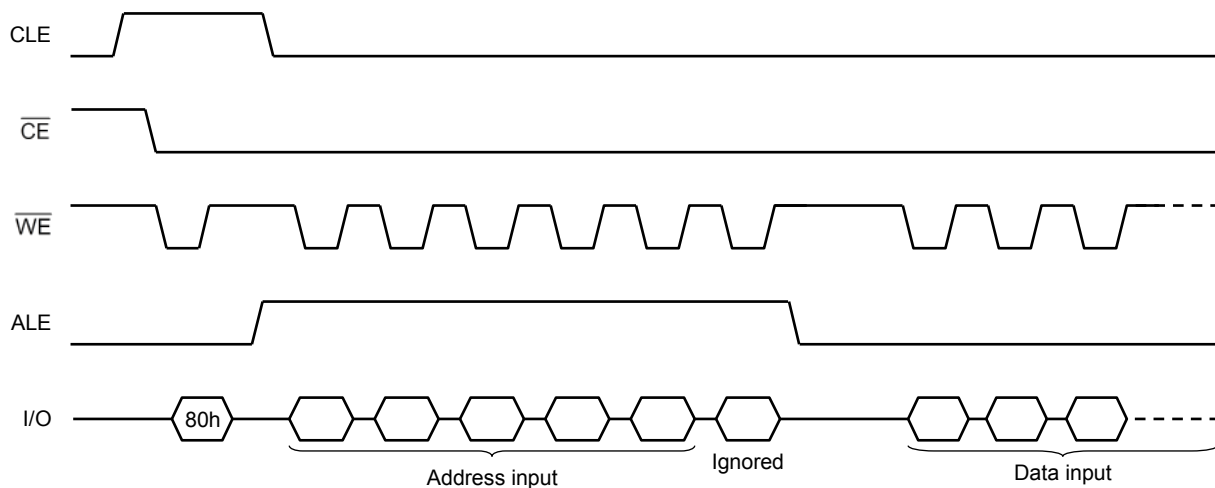 CLE
CE
WE
ALE
I/O
80h
Address input
Ignored
Data input